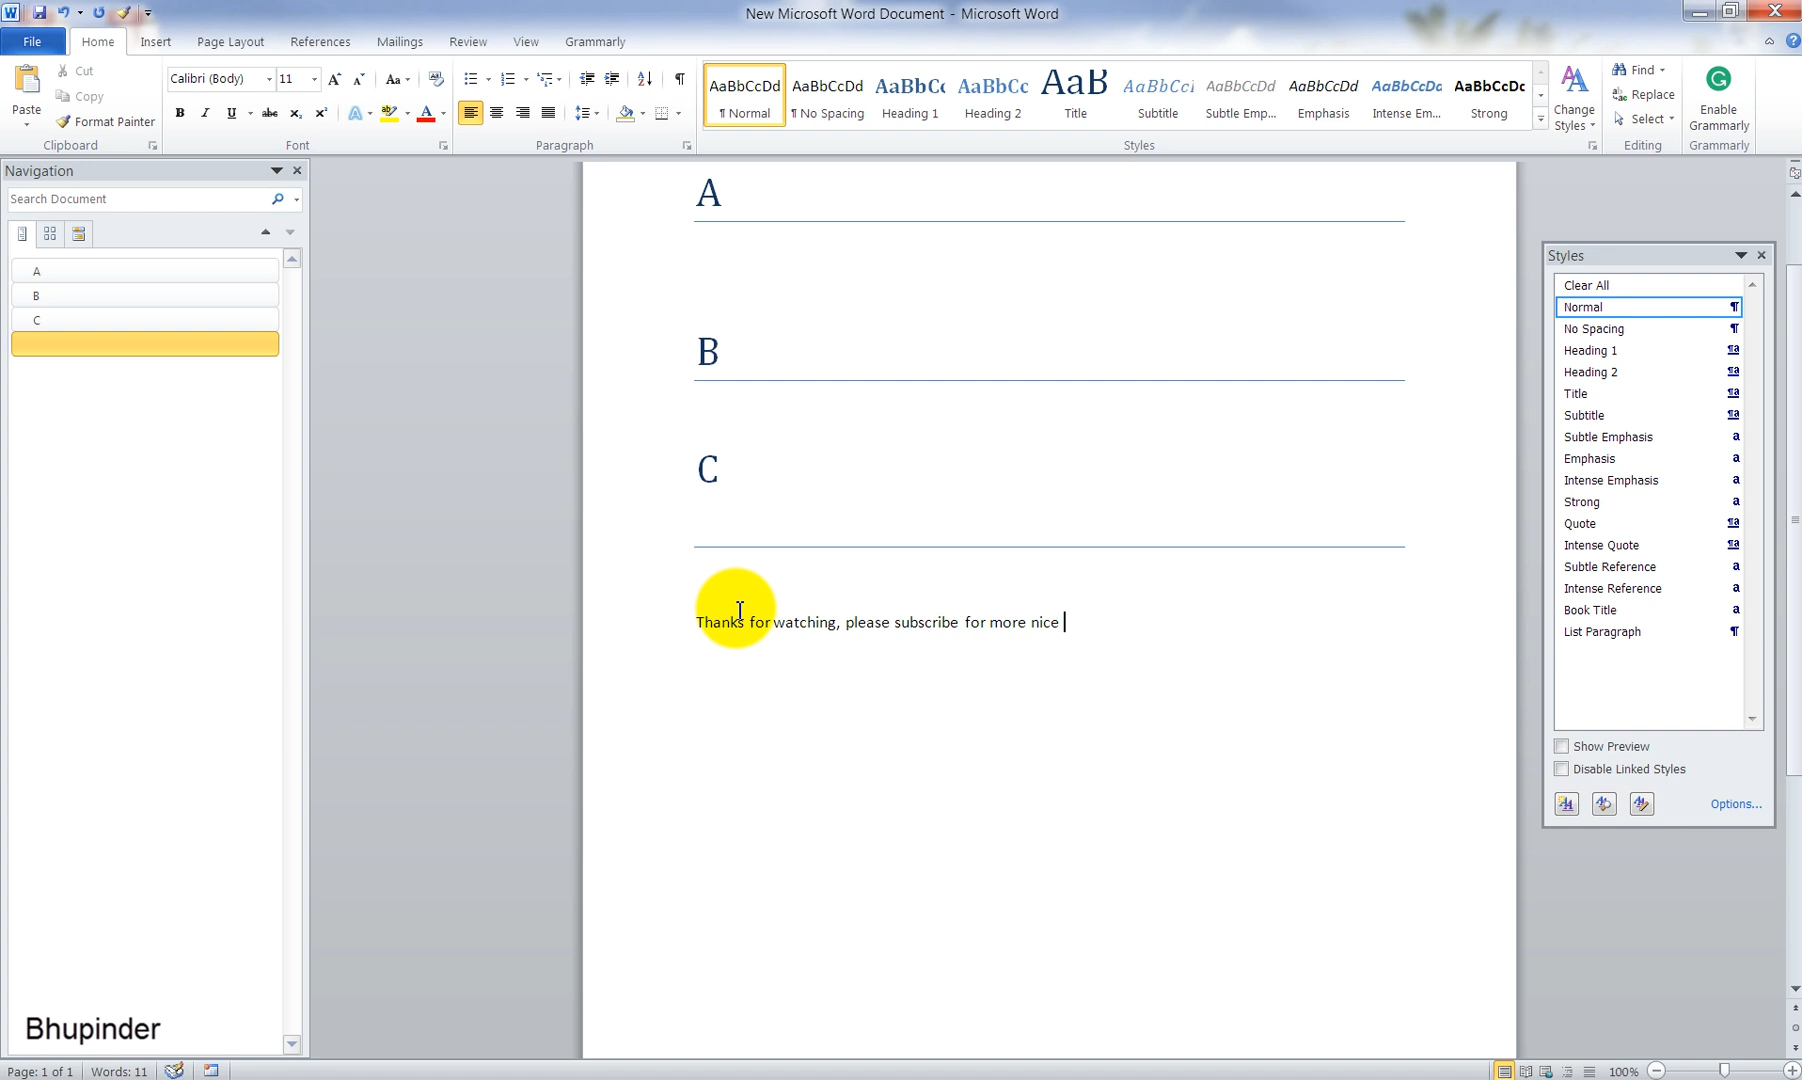 New Microsoft Word Document - Microsoft Word
File Home Insert Page Layout References Mailings Review View Grammarly
Paste
Cut
Copy
Format Painter
Clipboard
Calibri (Body) 11
Font
Paragraph
AaBbCcDd AaBbCcDd AaBbCc AaBbCc AaB AaBbCcI AaBbCcDd AaBbCcDd AaBbCcDc AaBbCcDc
¶ Normal ¶ No Spacing Heading 1 Heading 2 Title Subtitle Subtle Emp... Emphasis Intense Em... Strong
Styles
Change Styles
Find
Replace
Select
Editing
Enable Grammarly
Grammarly
Navigation
Search Document
A
B
C
A
B
C
Thanks for watching, please subscribe for more nice
Styles
Clear All
Normal ¶
No Spacing ¶
Heading 1 ¶a
Heading 2 ¶a
Title ¶a
Subtitle ¶a
Subtle Emphasis a
Emphasis a
Intense Emphasis a
Strong a
Quote ¶a
Intense Quote ¶a
Subtle Reference a
Intense Reference a
Book Title a
List Paragraph ¶
Show Preview
Disable Linked Styles
Options...
Bhupinder
Page: 1 of 1 Words: 11 100%